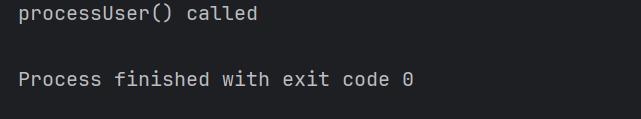 processUser() called
Process finished with exit code 0